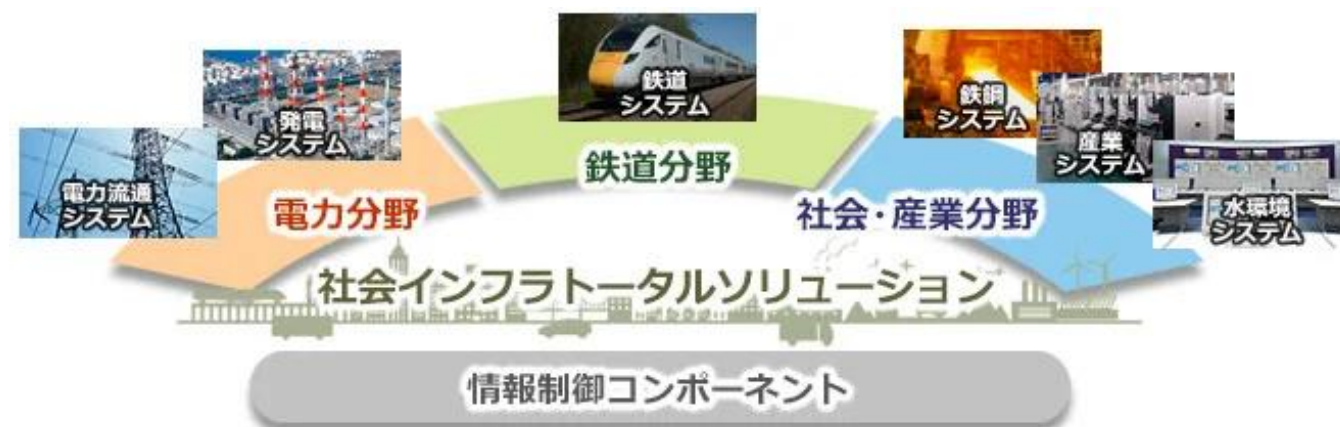 鉄道
システム
発電
システム
鉄鋼
システム
産業
システム
電力流通
システム
水環境
システム
鉄道分野
電力分野
社会・産業分野
社会インフラトータルソリューション
情報制御コンポーネント